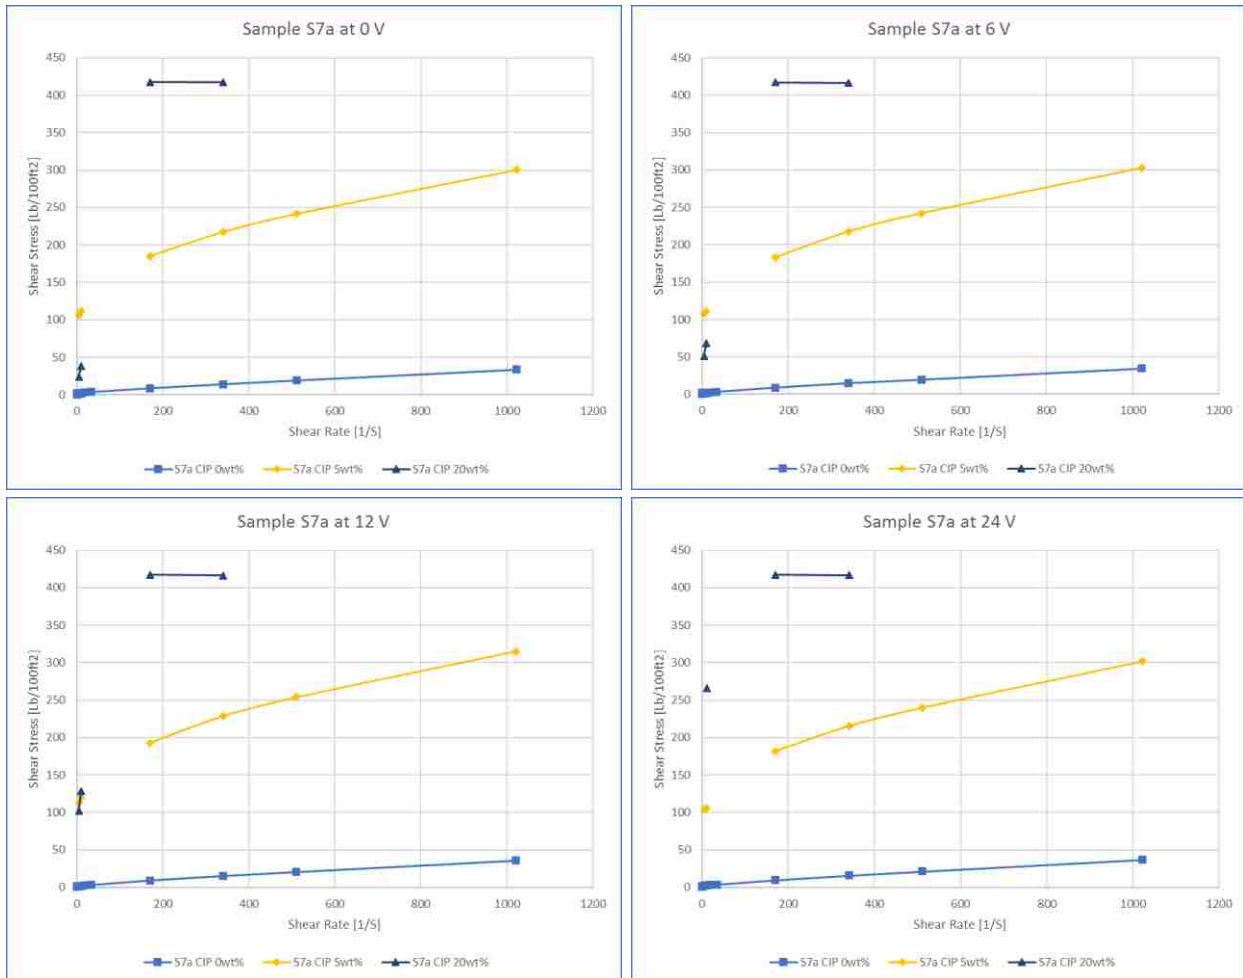 Sample S7a at 0 V
Shear Stress [Lb/100ft2]
450
400
350
300
250
200
150
100
50
0
0 200 400 600 800 1000 1200
Shear Rate [1/S]
S7a CIP 0wt% S7a CIP 5wt% S7a CIP 20wt%
Sample S7a at 6 V
Shear Stress [Lb/100ft2]
450
400
350
300
250
200
150
100
50
0
0 200 400 600 800 1000 1200
Shear Rate [1/S]
S7a CIP 0wt% S7a CIP 5wt% S7a CIP 20wt%
Sample S7a at 12 V
Shear Stress [Lb/100ft2]
450
400
350
300
250
200
150
100
50
0
0 200 400 600 800 1000 1200
Shear Rate [1/S]
S7a CIP 0wt% S7a CIP 5wt% S7a CIP 20wt%
Sample S7a at 24 V
Shear Stress [Lb/100ft2]
450
400
350
300
250
200
150
100
50
0
0 200 400 600 800 1000 1200
Shear Rate [1/S]
S7a CIP 0wt% S7a CIP 5wt% S7a CIP 20wt%